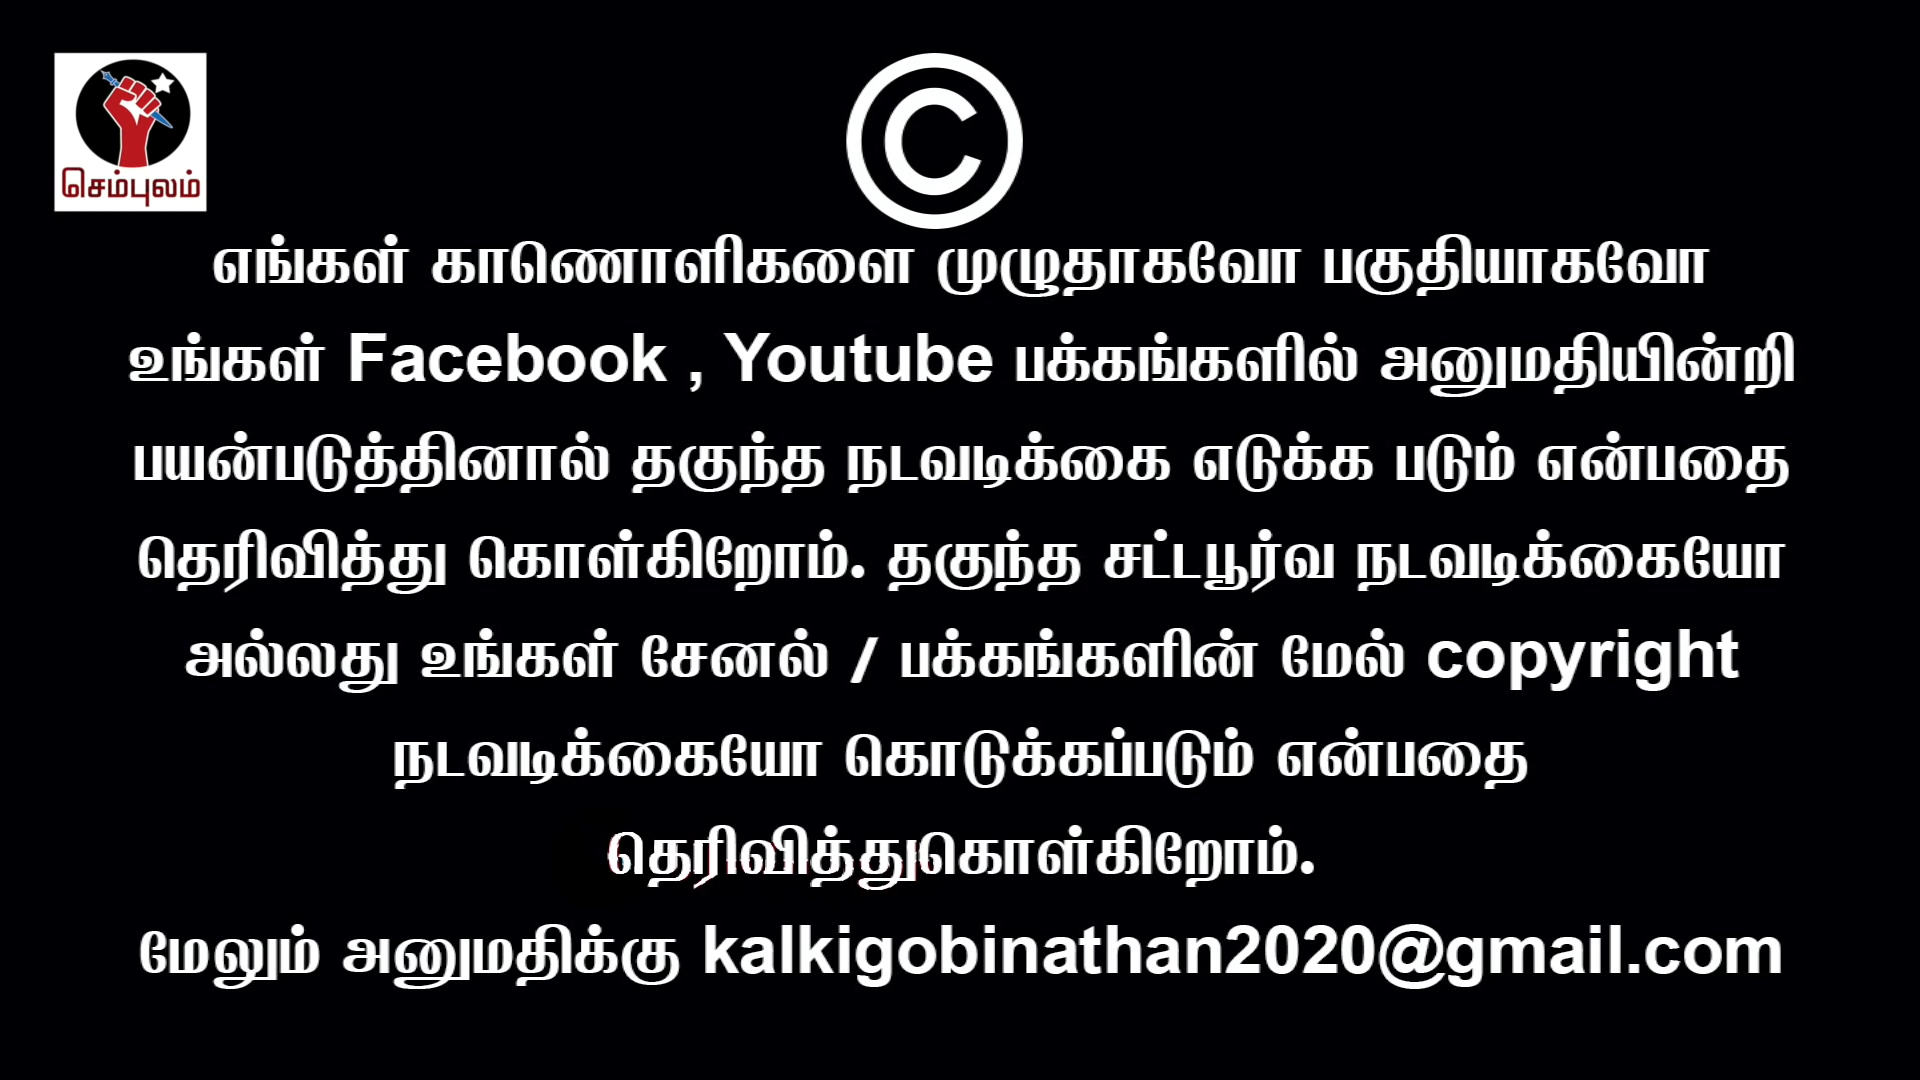 ©
செம்புலம்
எங்கள் காணொளிகளை முழுதாகவோ பகுதியாகவோ
உங்கள் Facebook , Youtube பக்கங்களில் அனுமதியின்றி
பயன்படுத்தினால் தகுந்த நடவடிக்கை எடுக்க படும் என்பதை
தெரிவித்து கொள்கிறோம். தகுந்த சட்டபூர்வ நடவடிக்கையோ
அல்லது உங்கள் சேனல் / பக்கங்களின் மேல் copyright
நடவடிக்கையோ கொடுக்கப்படும் என்பதை
தெரிவித்துகொள்கிறோம்.
மேலும் அனுமதிக்கு kalkigobinathan2020@gmail.com